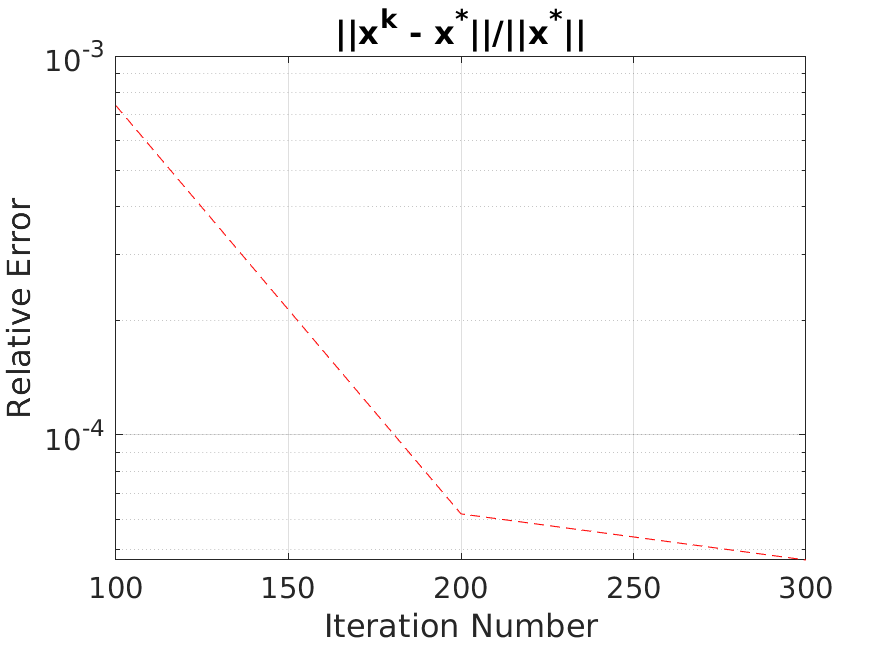 ||x^k - x^*||/||x^*||
10^-3
10^-4
Relative Error
100 150 200 250 300
Iteration Number